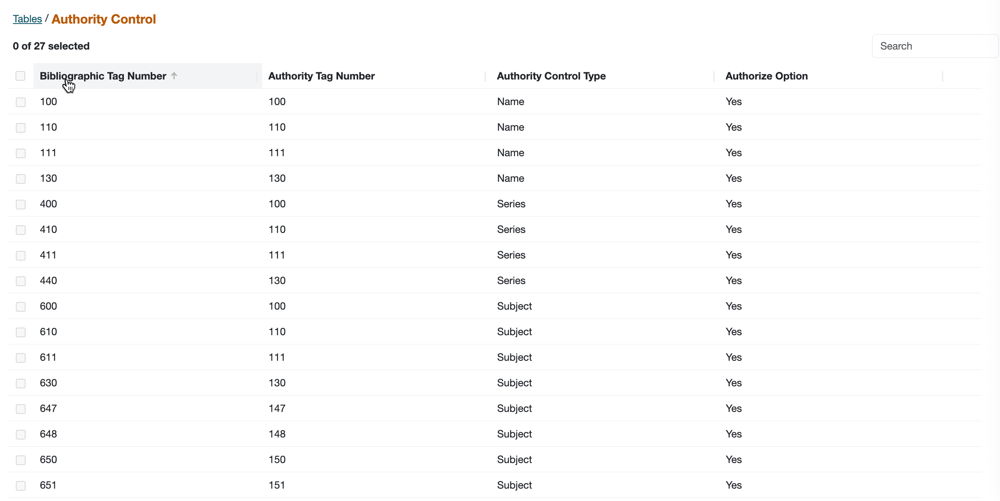 Tables / Authority Control
0 of 27 selected
Search
Bibliographic Tag Number ↑ Authority Tag Number Authority Control Type Authorize Option
100 100 Name Yes
110 110 Name Yes
111 111 Name Yes
130 130 Name Yes
400 100 Series Yes
410 110 Series Yes
411 111 Series Yes
440 130 Series Yes
600 100 Subject Yes
610 110 Subject Yes
611 111 Subject Yes
630 130 Subject Yes
647 147 Subject Yes
648 148 Subject Yes
650 150 Subject Yes
651 151 Subject Yes